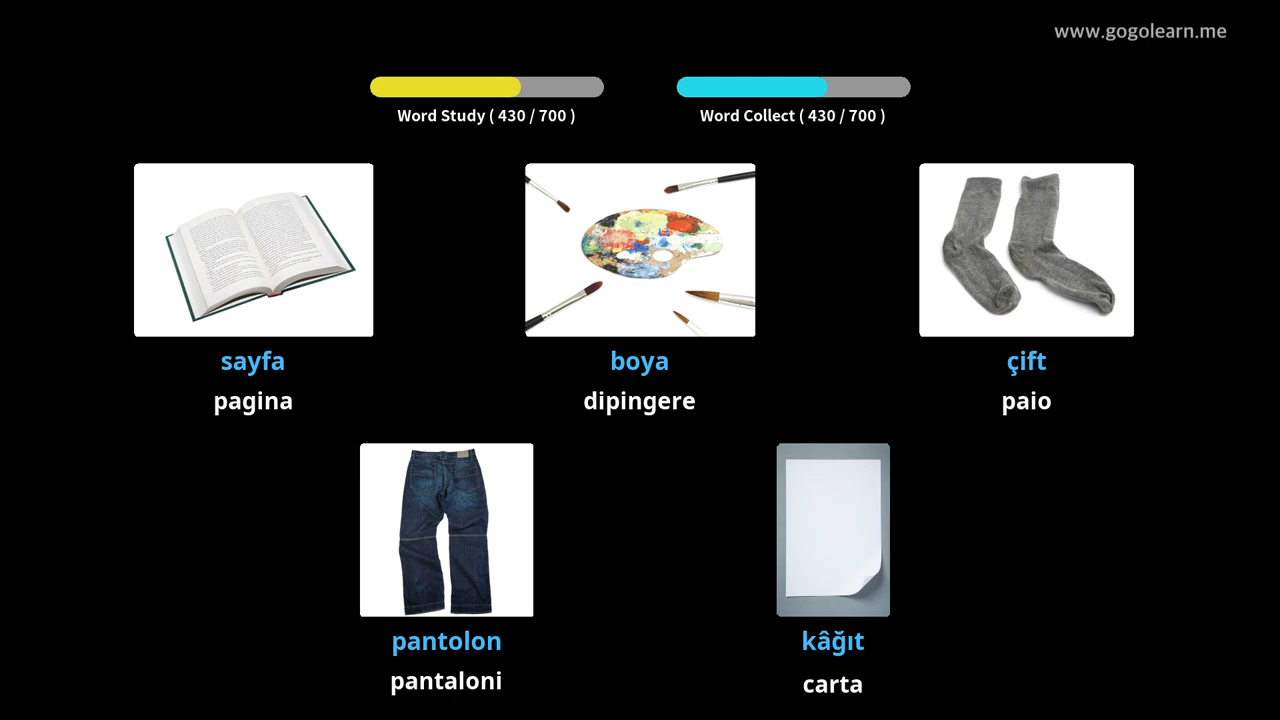 www.gogolearn.me
Word Study ( 430 / 700 )
Word Collect ( 430 / 700 )
sayfa
boya
çift
pagina
dipingere
paio
pantolon
kâğıt
pantaloni
carta